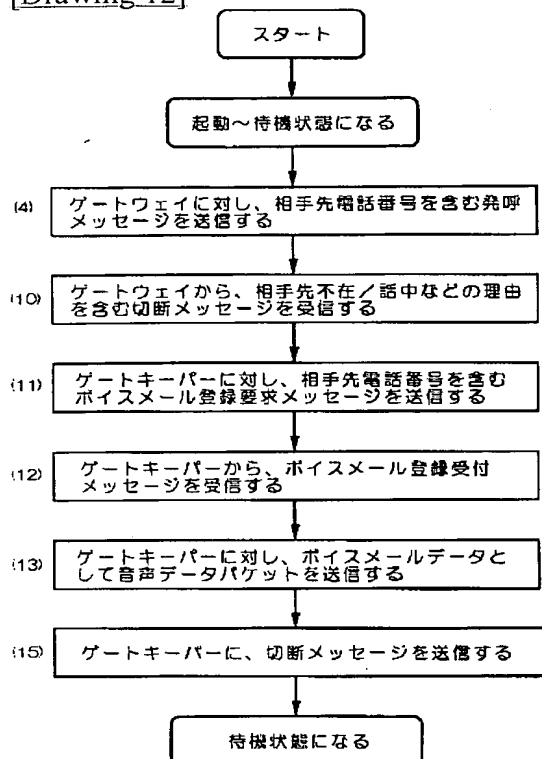 [Drawing 12]
スタート
起動~待機状態になる
(4)
ゲートウェイに対し、相手先電話番号を含む発呼
メッセージを送信する
(10)
ゲートウェイから、相手先不在/話中などの理由
を含む切断メッセージを受信する
(11)
ゲートキーパーに対し、相手先電話番号を含む
ボイスメール登録要求メッセージを送信する
(12)
ゲートキーパーから、ボイスメール登録受付
メッセージを受信する
(13)
ゲートキーパーに対し、ボイスメールデータと
して音声データパケットを送信する
(15)
ゲートキーパーに、切断メッセージを送信する
待機状態になる